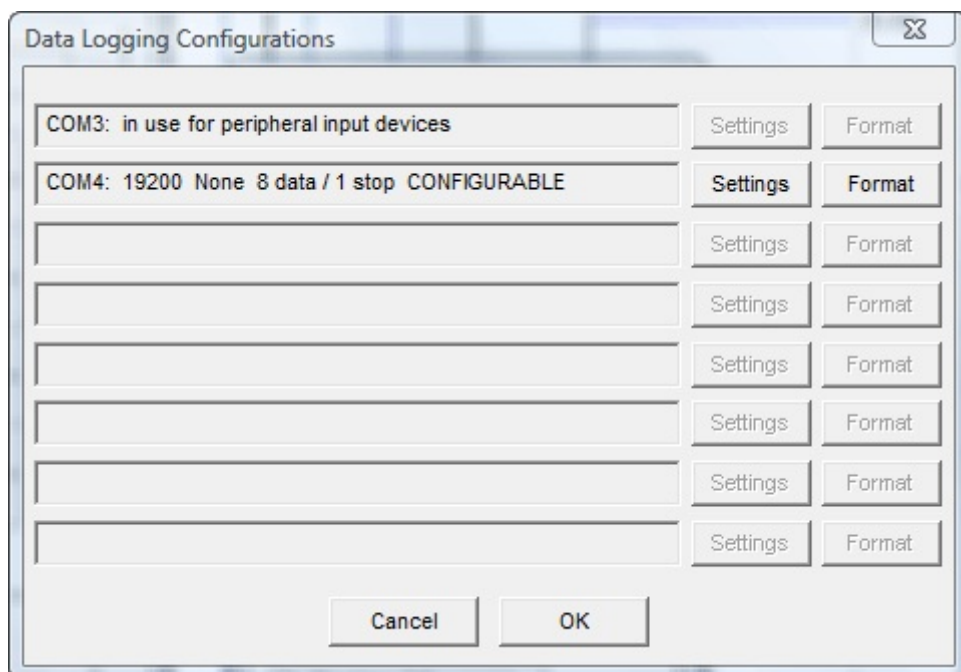 Data Logging Configurations
COM3: in use for peripheral input devices Settings Format
COM4: 19200 None 8 data / 1 stop CONFIGURABLE Settings Format
Settings Format
Settings Format
Settings Format
Settings Format
Settings Format
Settings Format
Cancel OK